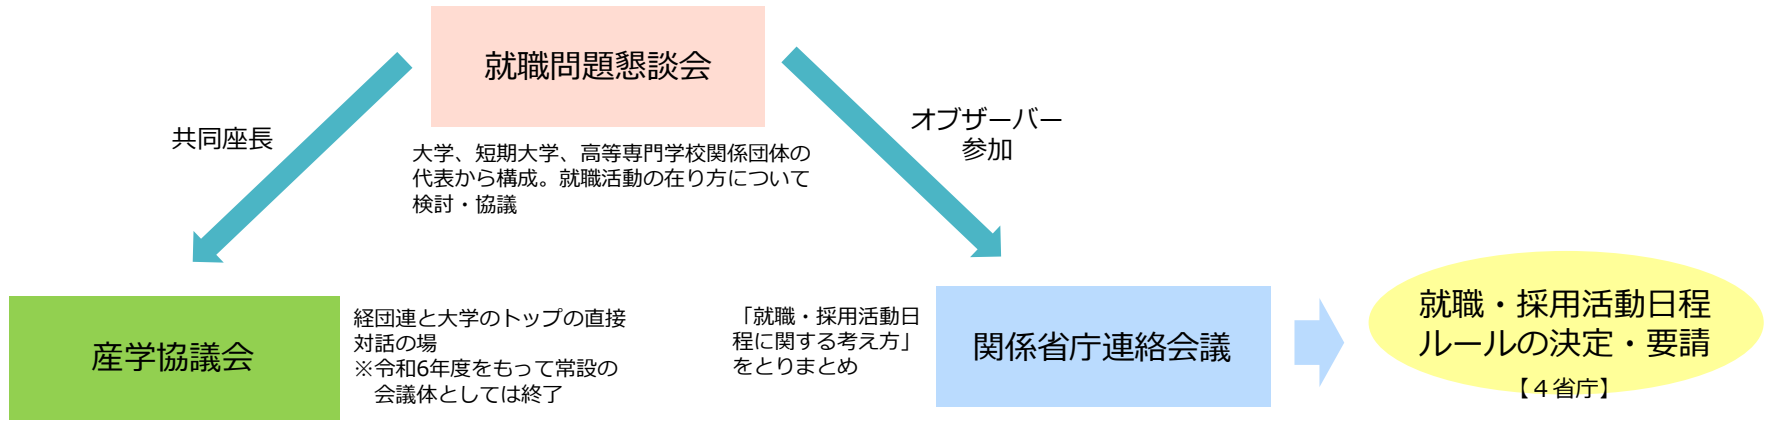 就職問題懇談会
共同座長
オブザーバー
参加
大学、短期大学、高等専門学校関係団体の
代表から構成。就職活動の在り方について
検討・協議
産学協議会
経団連と大学のトップの直接
対話の場
※令和6年度をもって常設の
会議体としては終了
「就職・採用活動日
程に関する考え方」
をとりまとめ
関係省庁連絡会議
就職・採用活動日程
ルールの決定・要請
【４省庁】